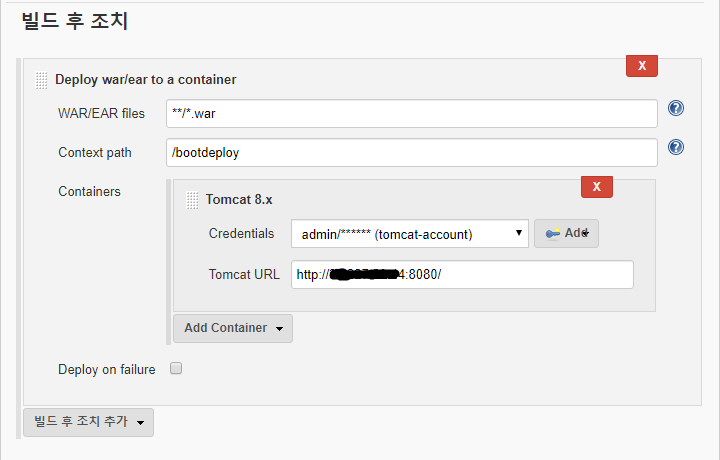 빌드 후 조치
X
Deploy war/ear to a container
WAR/EAR files **/*.war
Context path /bootdeploy
Containers
X
Tomcat 8.x
Credentials admin/****** (tomcat-account) Add
Tomcat URL http://4:8080/
Add Container
Deploy on failure
빌드 후 조치 추가